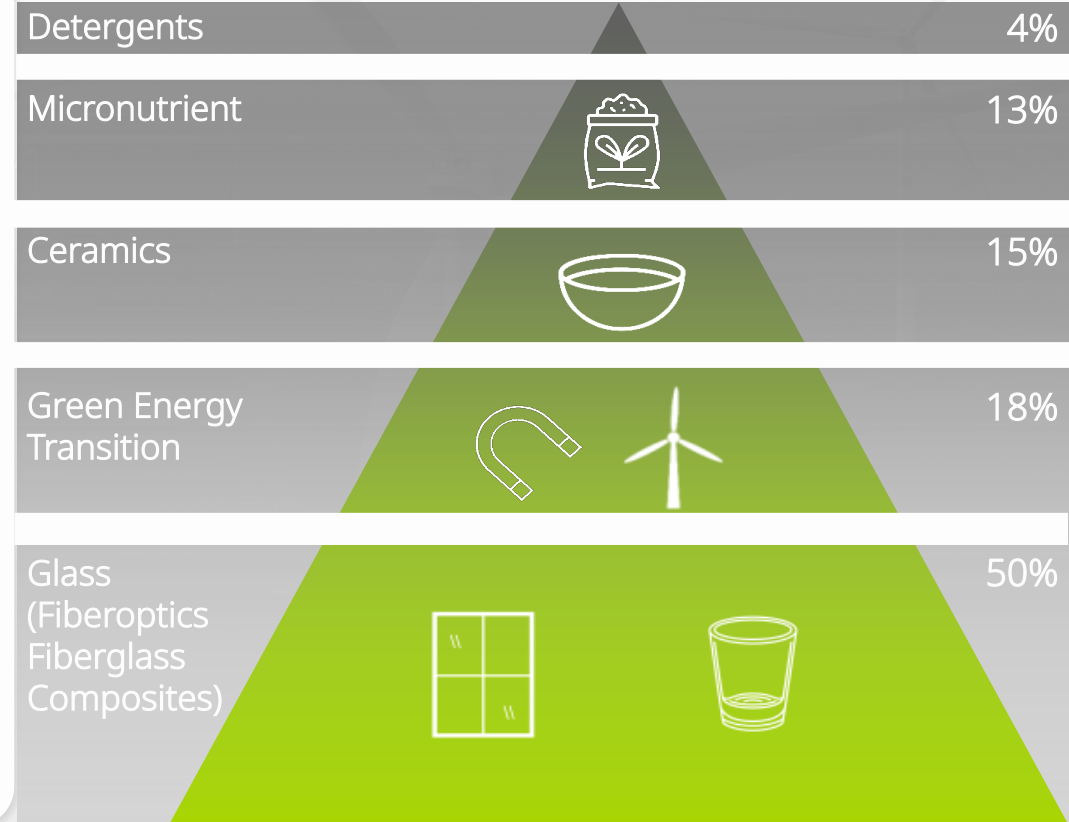 Detergents 4%
Micronutrient 13%
Ceramics 15%
Green Energy 18%
Transition
Glass 50%
(Fiberoptics
Fiberglass
Composites)